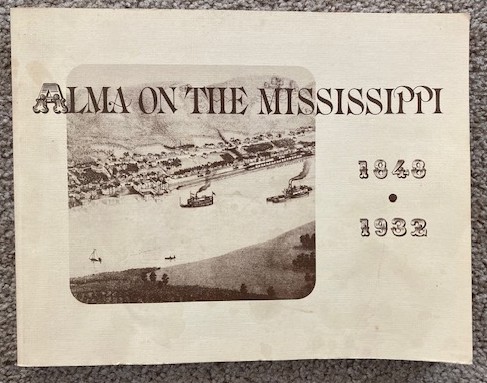 ALMA ON THE MISSISSIPPI
1848
•
1932